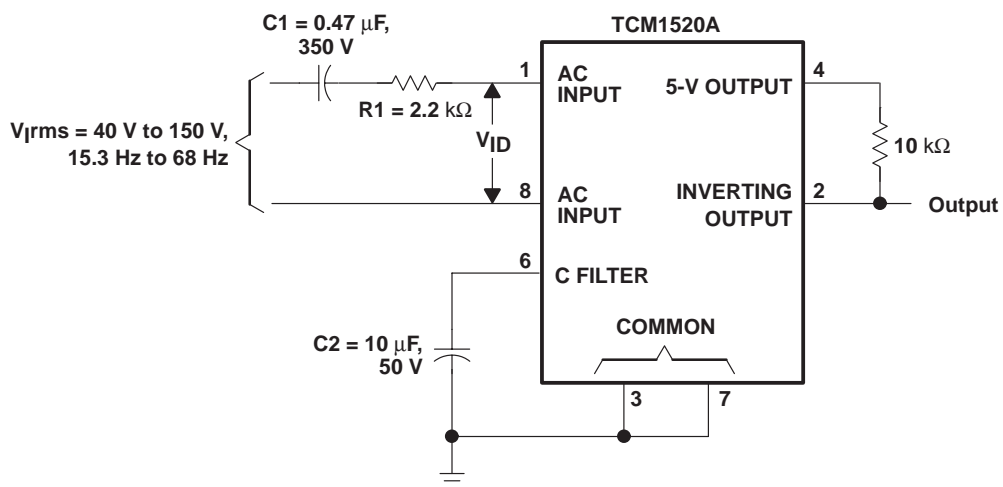 C1 = 0.47 μF,
350 V
TCM1520A
1
AC
INPUT
5-V OUTPUT
4
R1 = 2.2 kΩ
VIrms = 40 V to 150 V,
15.3 Hz to 68 Hz
VID
10 kΩ
8
AC
INPUT
INVERTING
OUTPUT
2
Output
6
C FILTER
C2 = 10 μF,
50 V
COMMON
3
7